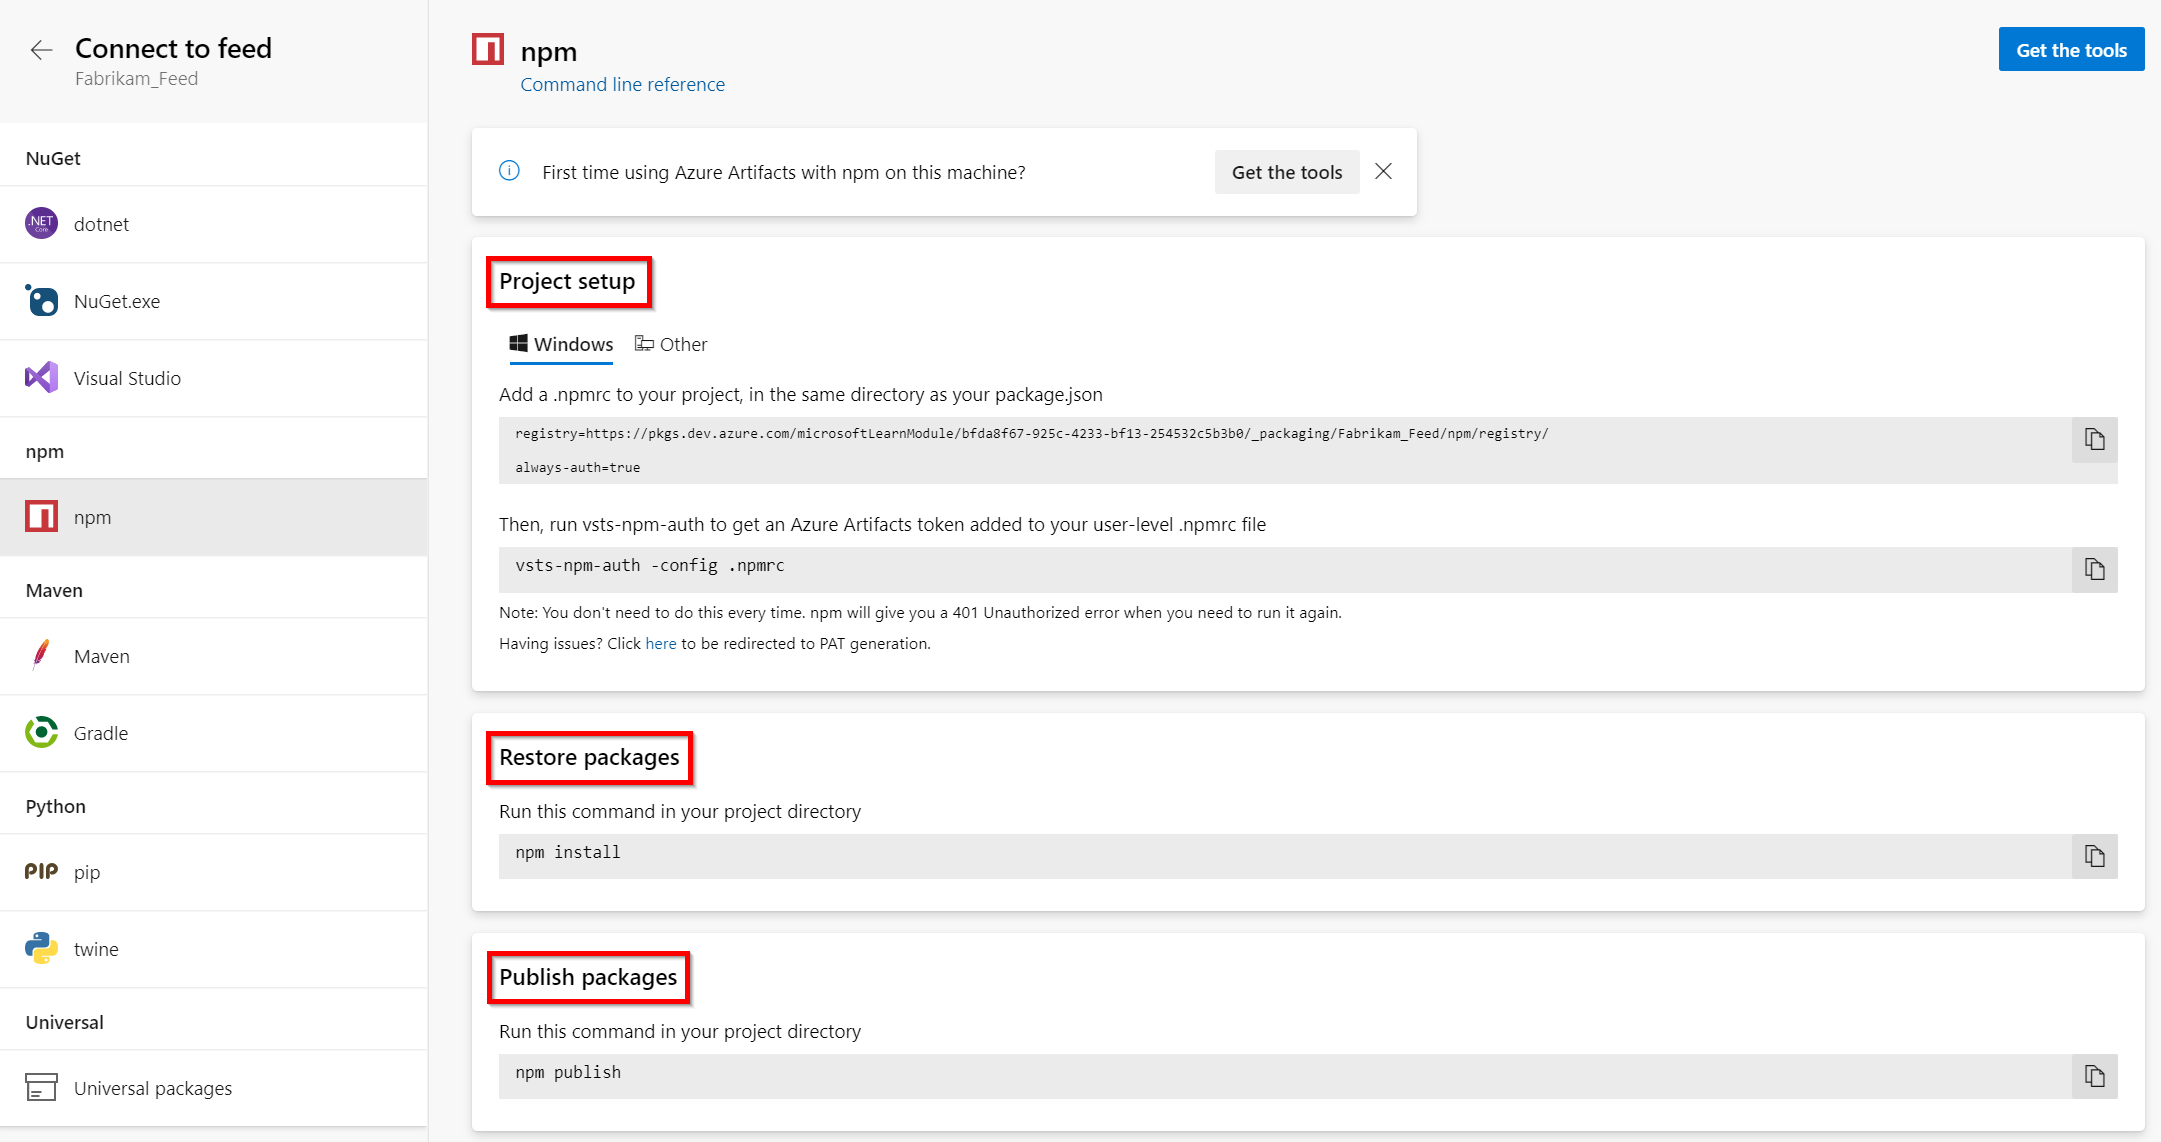 Connect to feed
Fabrikam_Feed
NuGet
.NET
Core
dotnet
NuGet.exe
Visual Studio
npm
npm
Maven
Maven
Gradle
Python
PIP pip
twine
Universal
Universal packages
npm
Command line reference
Get the tools
First time using Azure Artifacts with npm on this machine?
Get the tools
Project setup
Windows
Other
Add a .npmrc to your project, in the same directory as your package.json
registry=https://pkgs.dev.azure.com/microsoftLearnModule/bfda8f67-925c-4233-bf13-254532c5b3b0/_packaging/Fabrikam_Feed/npm/registry/
always-auth=true
Then, run vsts-npm-auth to get an Azure Artifacts token added to your user-level .npmrc file
vsts-npm-auth -config .npmrc
Note: You don't need to do this every time. npm will give you a 401 Unauthorized error when you need to run it again.
Having issues? Click here to be redirected to PAT generation.
Restore packages
Run this command in your project directory
npm install
Publish packages
Run this command in your project directory
npm publish